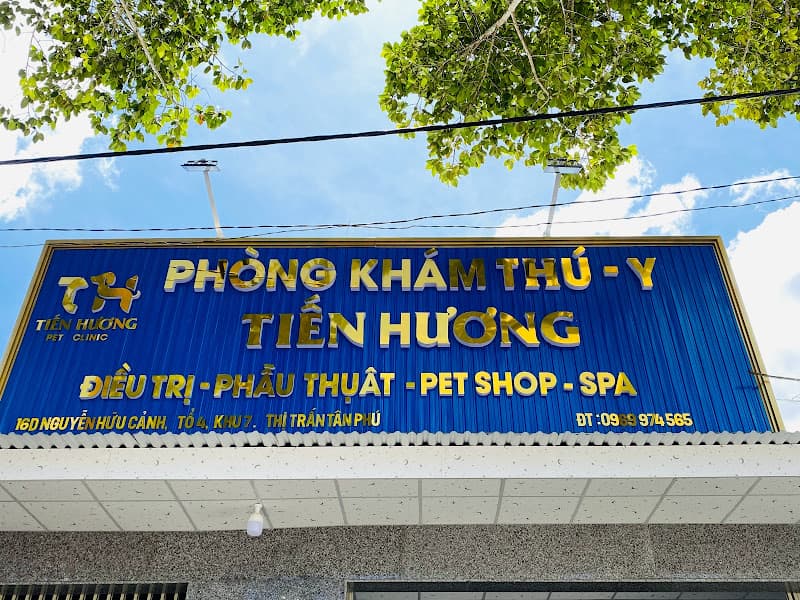 PHÒNG KHÁM THÚ - Y
TH
TIẾN HƯƠNG
PET CLINIC
TIẾN HƯƠNG
ĐIỀU TRỊ - PHẪU THUẬT - PET SHOP - SPA
16D NGUYỄN HỮU CẢNH, TỔ 4, KHU 7, THỊ TRẤN TÂN PHÚ
ĐT : 0969 974 565